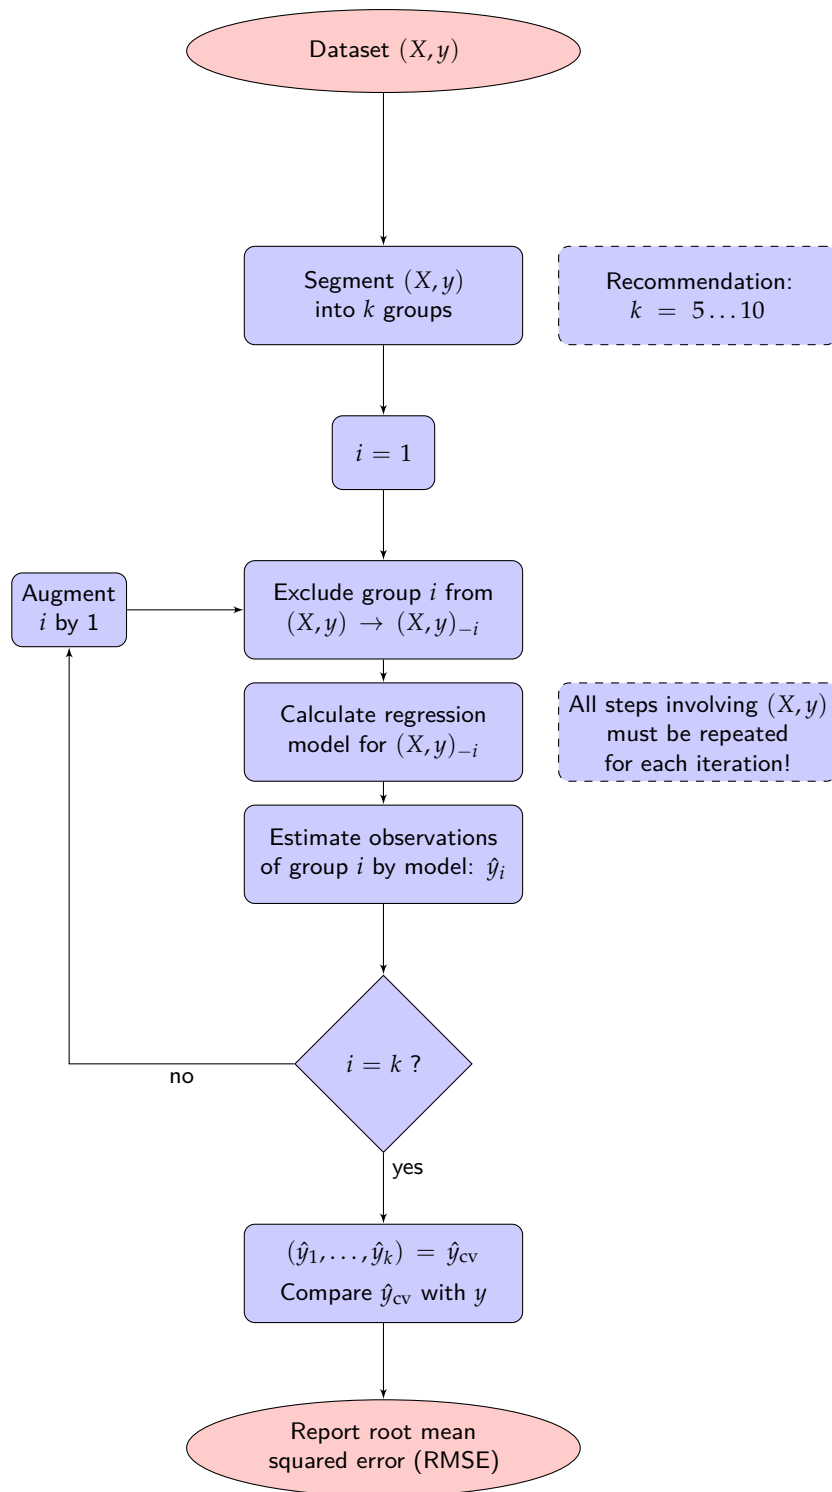 Dataset (X, y)
Segment (X, y)
into k groups
Recommendation:
k = 5 . . . 10
i = 1
Augment
i by 1
Exclude group i from
(X, y) → (X, y)₋ᵢ
Calculate regression
model for (X, y)₋ᵢ
All steps involving (X, y)
must be repeated
for each iteration!
Estimate observations
of group i by model: ŷᵢ
i = k ?
no
yes
(ŷ₁, . . . , ŷₖ) = ŷ_cv
Compare ŷ_cv with y
Report root mean
squared error (RMSE)